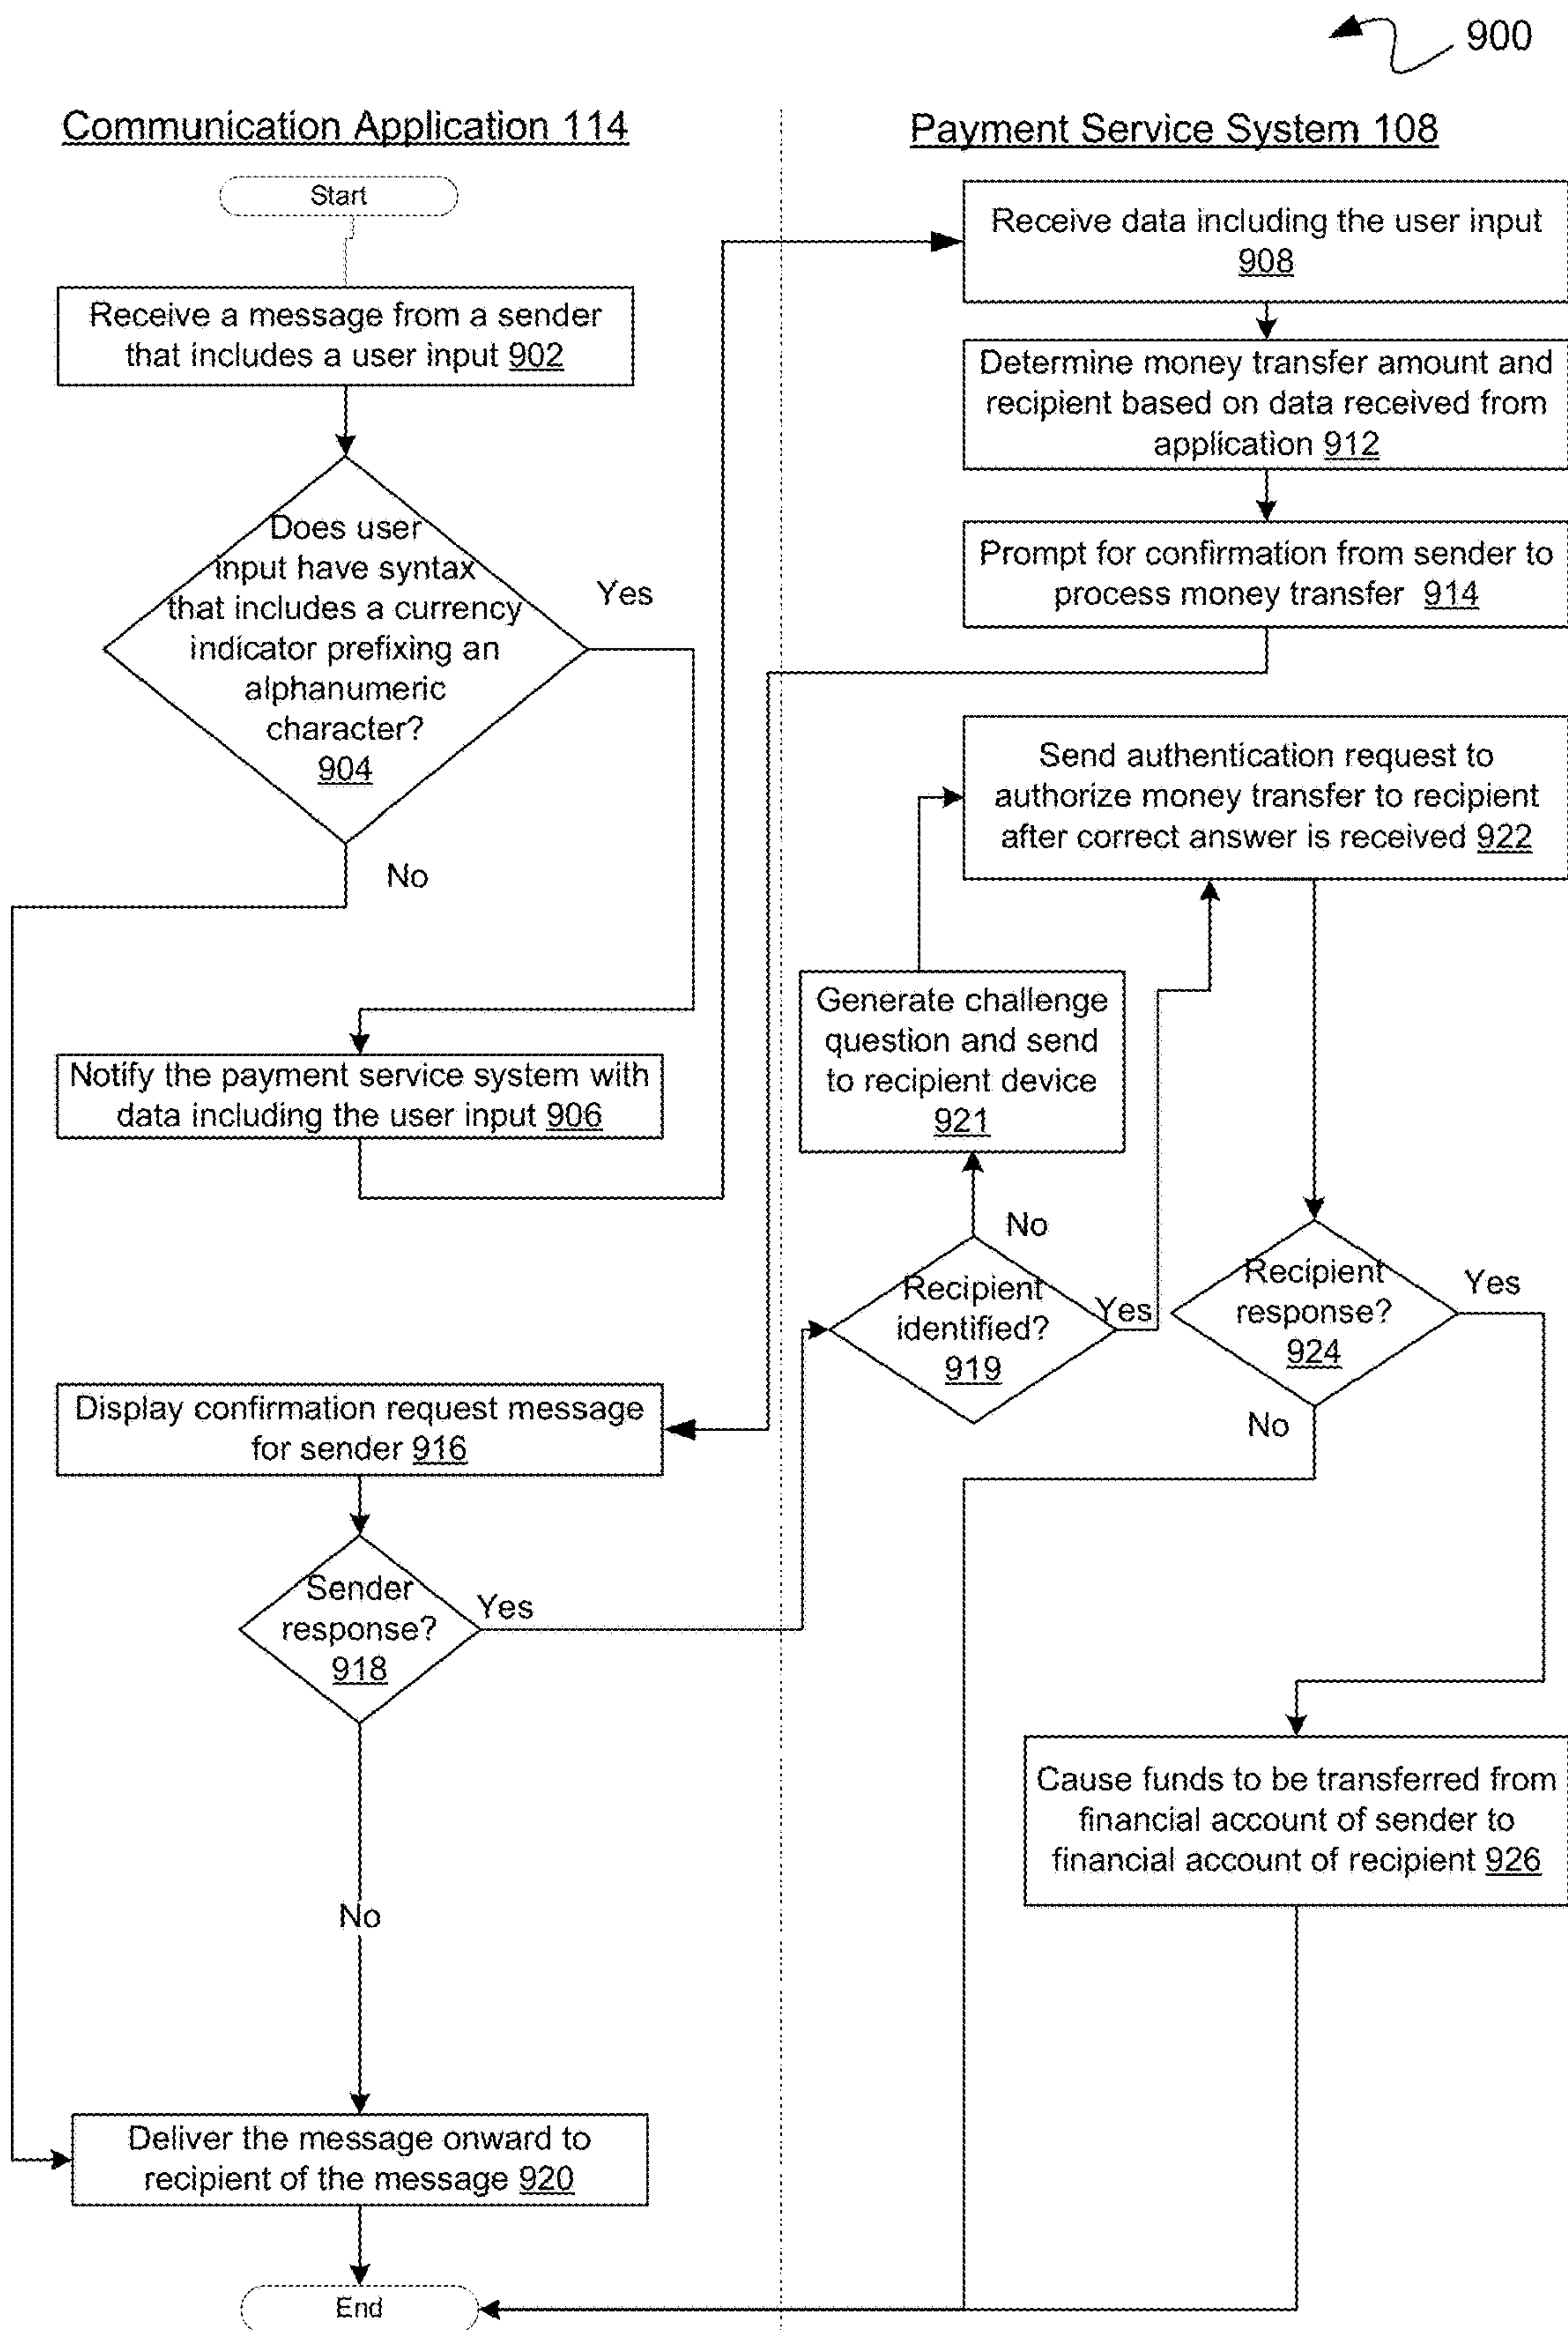 900
Communication Application 114
Payment Service System 108
Start
Receive a message from a sender
that includes a user input 902
Does user
input have syntax
that includes a currency
indicator prefixing an
alphanumeric
character?
904
Yes
No
Notify the payment service system with
data including the user input 906
Receive data including the user input
908
Determine money transfer amount and
recipient based on data received from
application 912
Prompt for confirmation from sender to
process money transfer 914
Display confirmation request message
for sender 916
Sender
response?
918
Yes
No
Deliver the message onward to
recipient of the message 920
End
Recipient
identified?
919
No
Yes
Generate challenge
question and send
to recipient device
921
Send authentication request to
authorize money transfer to recipient
after correct answer is received 922
Recipient
response?
924
Yes
No
Cause funds to be transferred from
financial account of sender to
financial account of recipient 926